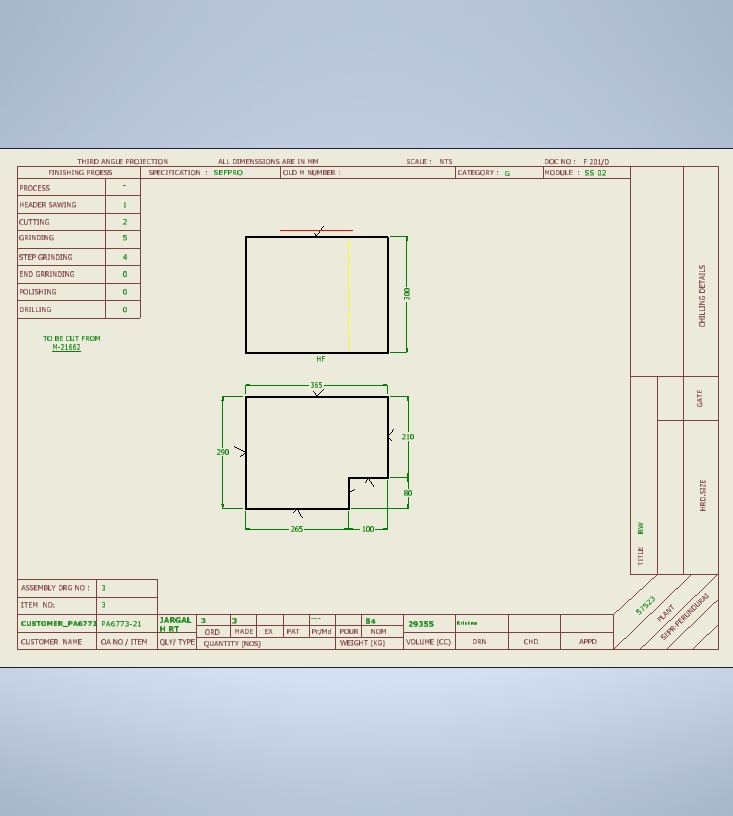 THIRD ANGLE PROJECTION ALL DIMENSSIONS ARE IN MM SCALE : NTS DOC NO : F 201/D
FINISHING PROESS SPECIFICATION : SEFPRO OLD M NUMBER : CATEGORY : G MODULE : SS 02
PROCESS -
HEADER SAWING 1
CUTTING 2
GRINDING 5
STEP GRINDING 4
END GRRINDING 0
POLISHING 0
DRILLING 0
TO BE CUT FROM
M-21662
300
HF
365
290
210
80
265
100
CHILLING DETAILS
GATE
HRD.SIZE
TITLE BW
57523
PLANT
SEPR-PERUNDURAI
ASSEMBLY DRG NO : 3
ITEM NO: 3
CUSTOMER_PA6773 PA6773-21 JARGAL H RT 3 3 ---- 84 29355 Krishna
ORD MADE EX PAT Pc/Md POUR NOM
CUSTOMER NAME OA NO / ITEM QLY/ TYPE QUANTITY (NOS) WEIGHT (KG) VOLUME (CC) DRN CHD APPD